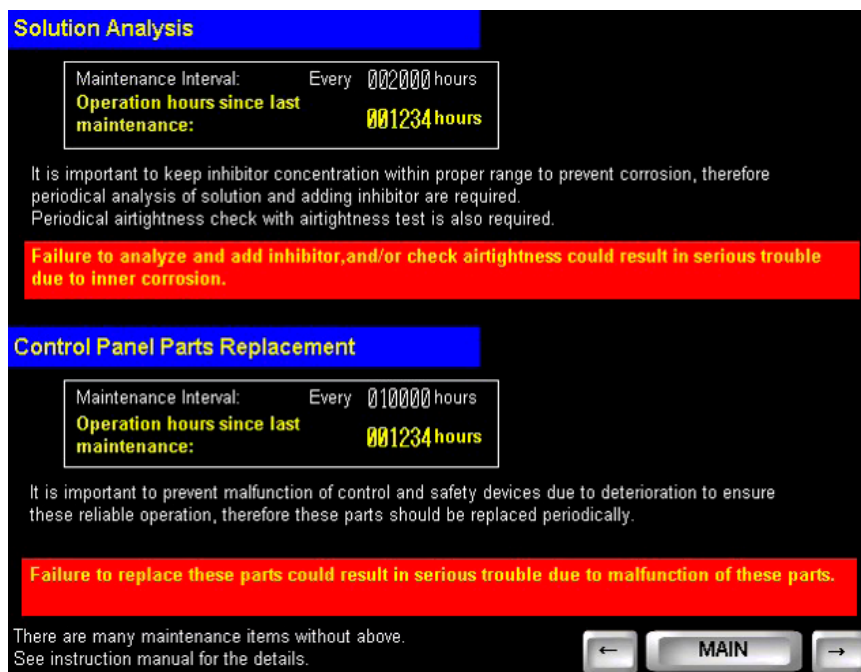 Solution Analysis
Maintenance Interval: Every 002000 hours
Operation hours since last
maintenance: 001234 hours
It is important to keep inhibitor concentration within proper range to prevent corrosion, therefore
periodical analysis of solution and adding inhibitor are required.
Periodical airtightness check with airtightness test is also required.
Failure to analyze and add inhibitor,and/or check airtightness could result in serious trouble
due to inner corrosion.
Control Panel Parts Replacement
Maintenance Interval: Every 010000 hours
Operation hours since last
maintenance: 001234 hours
It is important to prevent malfunction of control and safety devices due to deterioration to ensure
these reliable operation, therefore these parts should be replaced periodically.
Failure to replace these parts could result in serious trouble due to malfunction of these parts.
There are many maintenance items without above.
See instruction manual for the details.
← MAIN →